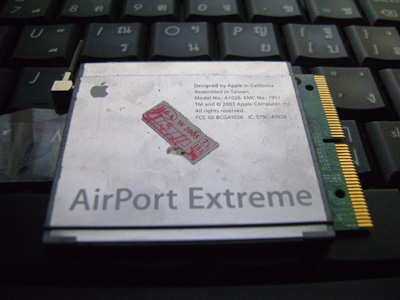 Designed by Apple in California
Assembled in Taiwan
Model No.: A1026 EMC No.: 1951
TM and © 2003 Apple Computer, Inc.
All rights reserved.
FCC ID: BCGA1026 IC: 579C-A1026
AirPort Extreme